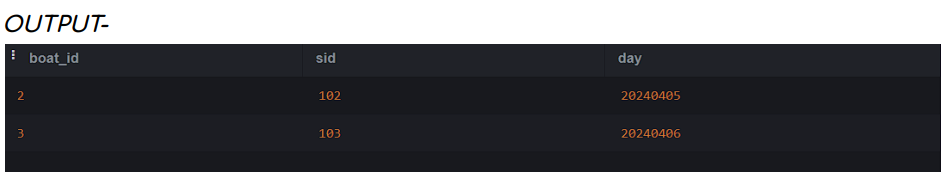 OUTPUT-
boat_id sid day
2 102 20240405
3 103 20240406